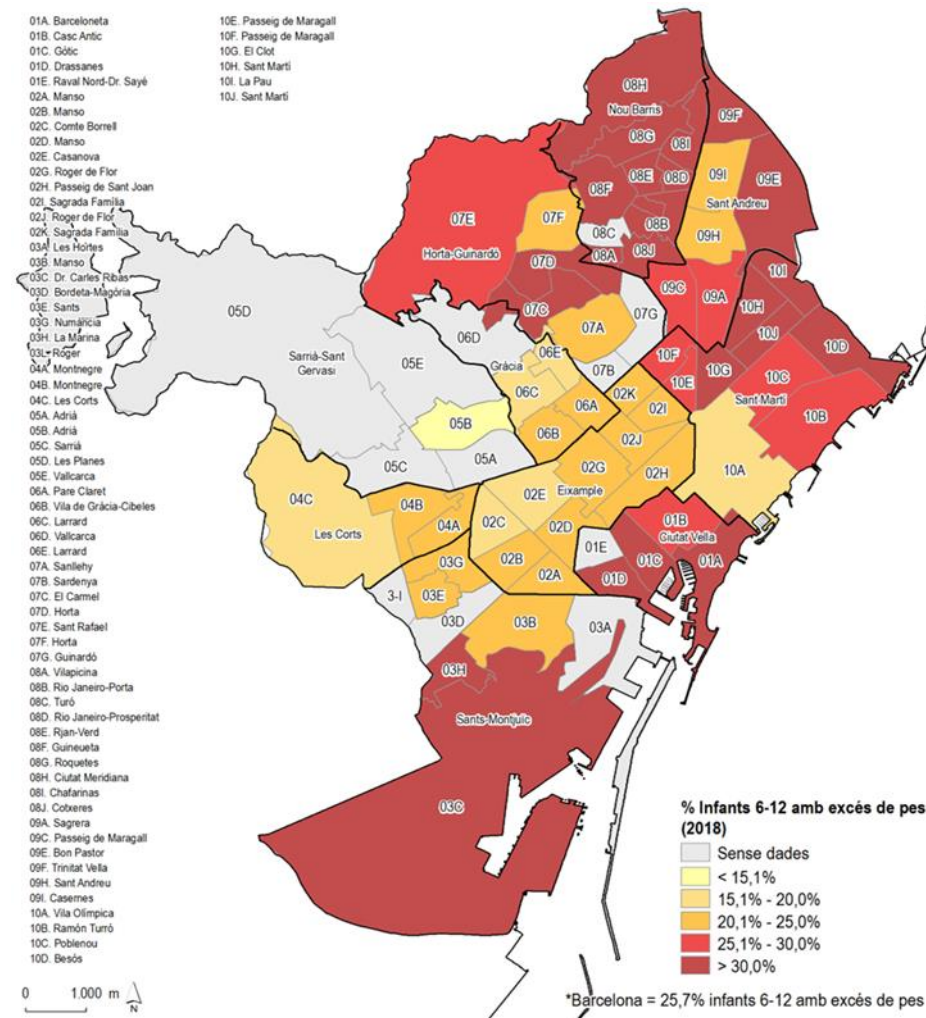 01A. Barceloneta
01B. Casc Antic
01C. Gòtic
01D. Drassanes
01E. Raval Nord-Dr. Sayé
02A. Manso
02B. Manso
02C. Comte Borrell
02D. Manso
02E. Casanova
02G. Roger de Flor
02H. Passeig de Sant Joan
02I. Sagrada Família
02J. Roger de Flor
02K. Sagrada Família
03A. Les Hortes
03B. Manso
03C. Dr. Carles Ribas
03D. Bordeta-Magòria
03E. Sants
03G. Numància
03H. La Marina
03I. Roger
04A. Montnegre
04B. Montnegre
04C. Les Corts
05A. Adrià
05B. Adrià
05C. Sarrià
05D. Les Planes
05E. Vallcarca
06A. Pare Claret
06B. Vila de Gràcia-Cibeles
06C. Larrard
06D. Vallcarca
06E. Larrard
07A. Sanllehy
07B. Sardenya
07C. El Carmel
07D. Horta
07E. Sant Rafael
07F. Horta
07G. Guinardó
08A. Vilapicina
08B. Rio Janeiro-Porta
08C. Turó
08D. Rio Janeiro-Prosperitat
08E. Rjan-Verd
08F. Guineueta
08G. Roquetes
08H. Ciutat Meridiana
08I. Chafarinas
08J. Cotxeres
09A. Sagrera
09C. Passeig de Maragall
09E. Bon Pastor
09F. Trinitat Vella
09H. Sant Andreu
09I. Casernes
10A. Vila Olímpica
10B. Ramón Turró
10C. Poblenou
10D. Besòs
10E. Passeig de Maragall
10F. Passeig de Maragall
10G. El Clot
10H. Sant Martí
10I. La Pau
10J. Sant Martí
08H
Nou Barris
09F
08G
08I
08E
08D
09I
09E
08F
Sant Andreu
07E
07F
08B
08C
09H
Horta-Guinardó
08A
08J
07D
10I
09C
09A
05D
07C
10H
07G
06D
07A
10J
10D
Sarrià-Sant
Gervasi
05E
Gràcia
06E
10F
07B
10G
10C
10E
06C
02K
Sant Martí
06A
02I
10B
05B
06B
02J
05C
05A
02G
02H
10A
04C
04B
02E
Eixample
01B
Les Corts
04A
02C
02D
Ciutat Vella
01E
03G
02B
01C
01A
02A
01D
3-I
03E
03D
03B
03A
03H
Sants-Montjuïc
03C
% Infants 6-12 amb excés de pes
(2018)
Sense dades
< 15,1%
15,1% - 20,0%
20,1% - 25,0%
25,1% - 30,0%
> 30,0%
0 1.000 m
N
*Barcelona = 25,7% infants 6-12 amb excés de pes